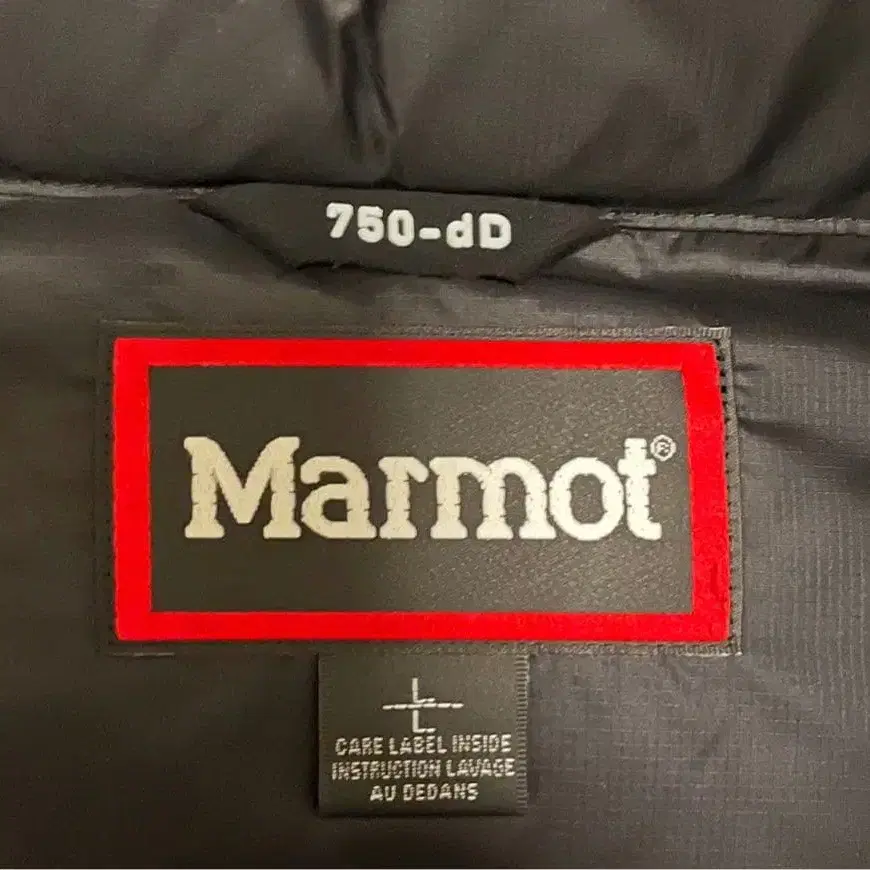 750-dD
Marmot®
L
L
CARE LABEL INSIDE
INSTRUCTION LAVAGE
AU DEDANS